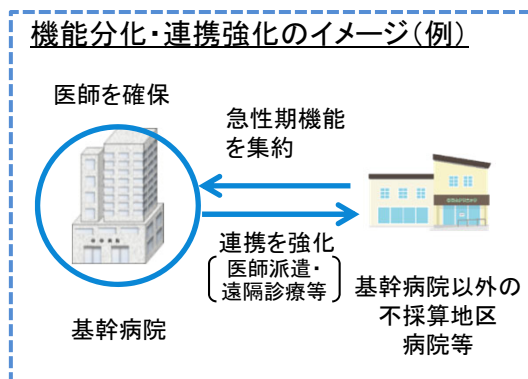 機能分化・連携強化のイメージ（例）
医師を確保
急性期機能
を集約
連携を強化
医師派遣・
遠隔診療等
基幹病院
基幹病院以外の
不採算地区
病院等